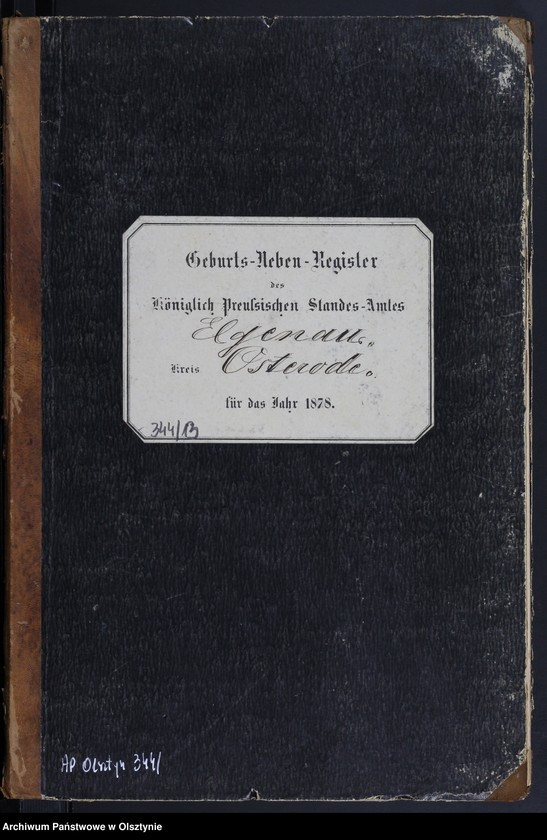 Geburts-Neben-Register
des
Königlich Preußischen Standes-Amtes
Elgenau
Kreis Osterode.
für das Jahr 1878.
344/13
AP Olsztyn 344/
Archiwum Państwowe w Olsztynie